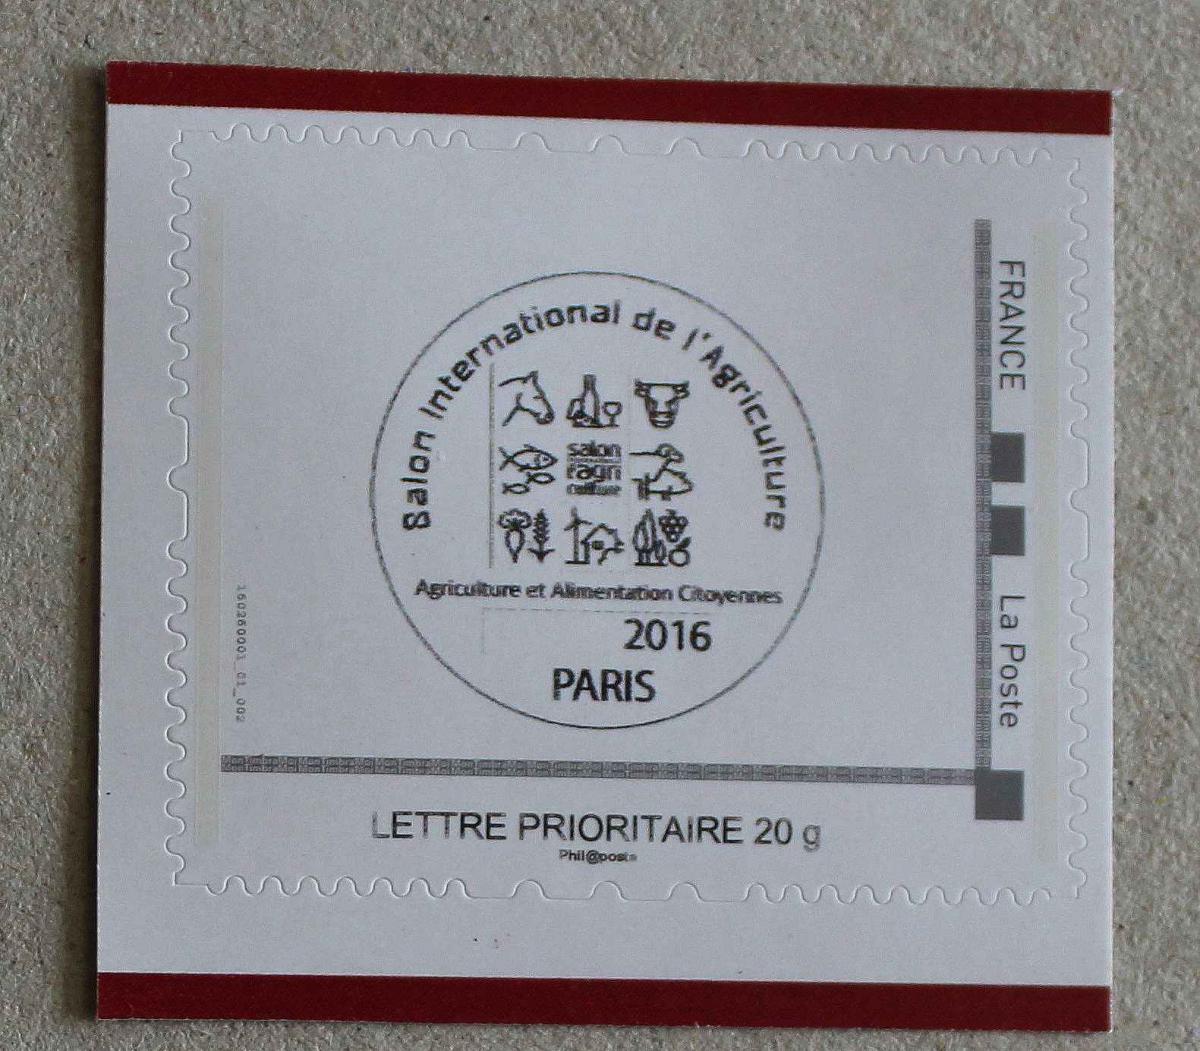 Salon International de l'Agriculture
salon
l'agri
culture
Agriculture et Alimentation Citoyennes
2016
PARIS
FRANCE
La Poste
LETTRE PRIORITAIRE 20 g
Phil@poste